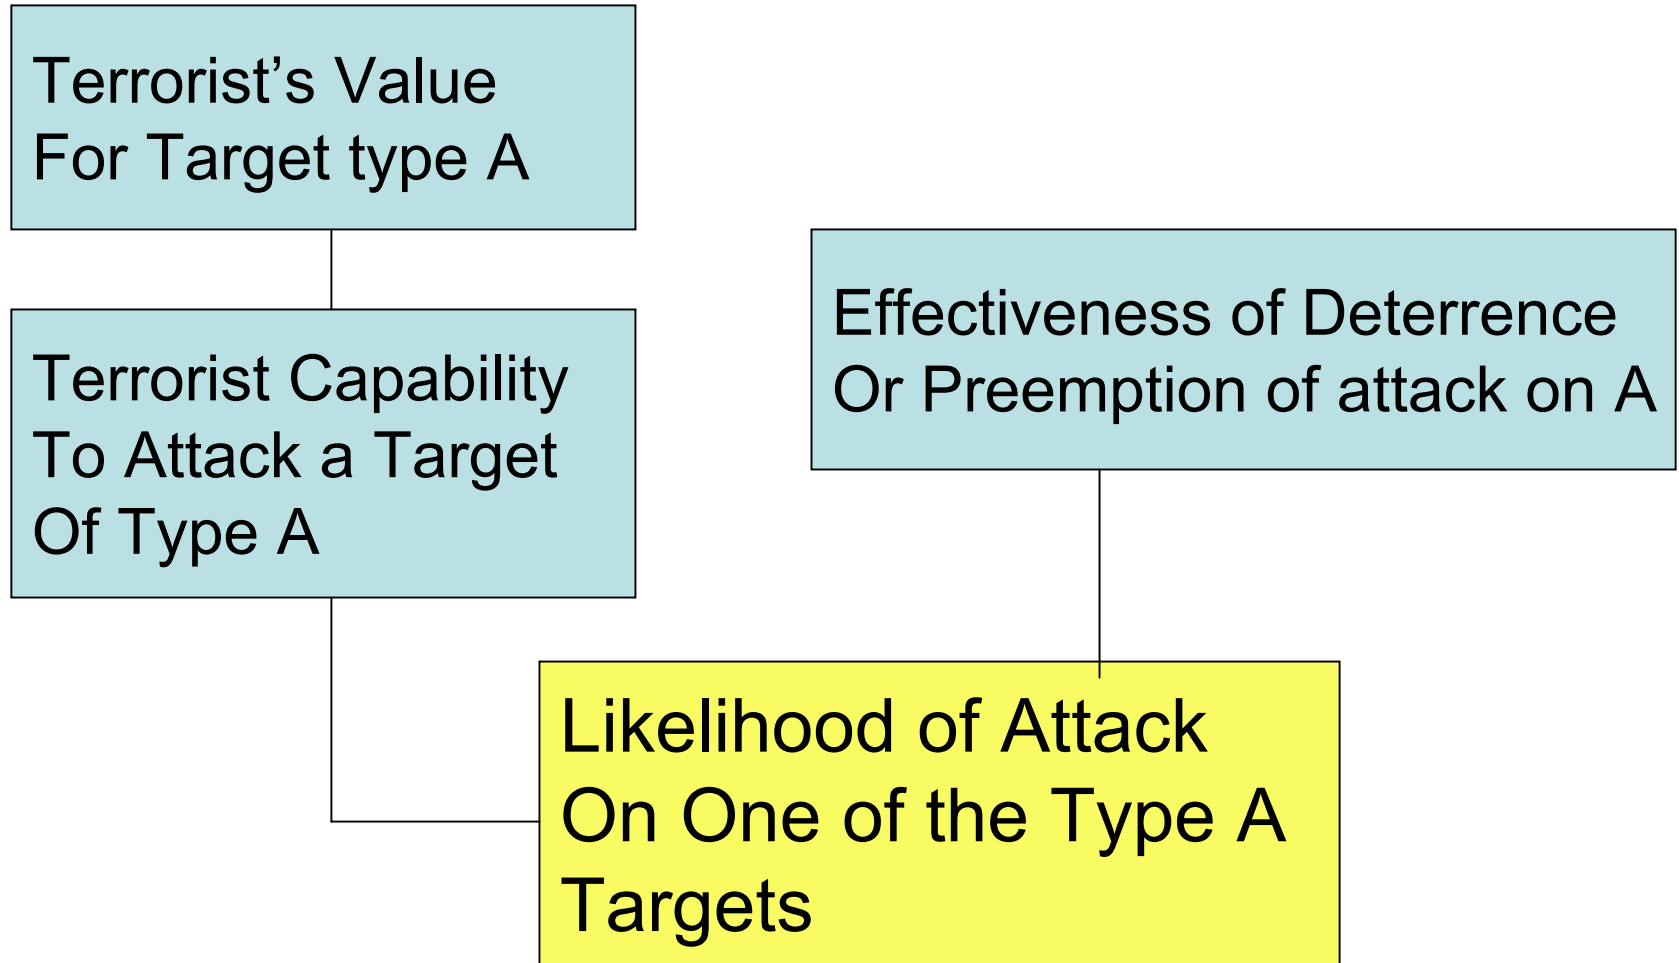 Terrorist’s Value
For Target type A
Terrorist Capability
To Attack a Target
Of Type A
Effectiveness of Deterrence
Or Preemption of attack on A
Likelihood of Attack
On One of the Type A
Targets